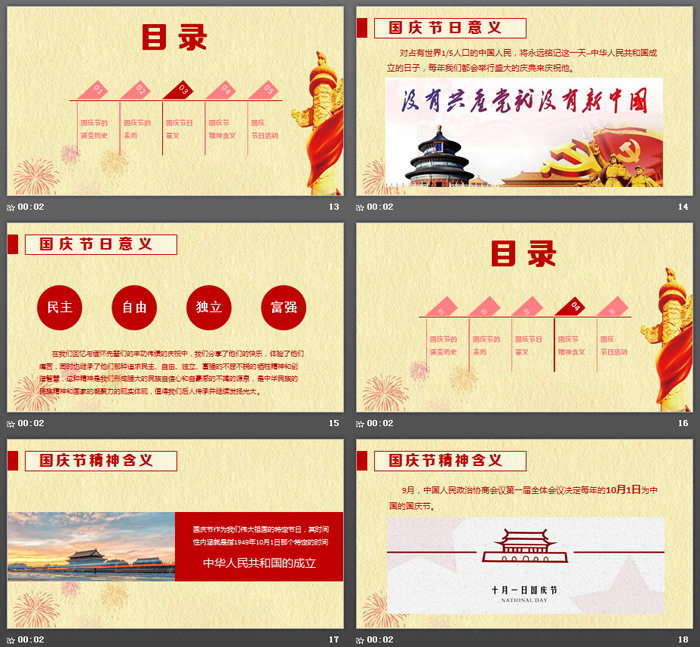 目录
01
02
03
04
05
国庆节的
演变历史
国庆节的
来历
国庆节日
意义
国庆节
精神含义
国庆
节日活动
00:02
13
国庆节日意义
对占有世界1/5人口的中国人民，将永远铭记这一天--中华人民共和国成
立的日子，每年我们都会举行盛大的庆典来庆祝他。
没有共产党就没有新中国
00:02
14
国庆节日意义
民主
自由
独立
富强
在我们回忆与缅怀先辈们的丰功伟绩的庆祝中，我们分享了他们的快乐，体验了他们
痛苦，同时也继承了他们那种追求民主、自由、独立、富强的不屈不挠的牺牲精神和创
造智慧，这种精神是我们形成强大的民族自信心和自豪感的不竭的源泉，是中华民族的
民族精神和国家的凝聚力的现实体现，值得我们后人传承并继续发扬光大。
00:02
15
目录
01
02
03
04
05
国庆节的
演变历史
国庆节的
来历
国庆节日
意义
国庆节
精神含义
国庆
节日活动
00:02
16
国庆节精神含义
国庆节作为我们伟大祖国的特定节日，其时间
性内涵就是指1949年10月1日那个特定的时间
中华人民共和国的成立
00:02
17
国庆节精神含义
9月，中国人民政治协商会议第一届全体会议决定每年的10月1日为中
国的国庆节。
十月一日国庆节
NATIONAL DAY
00:02
18